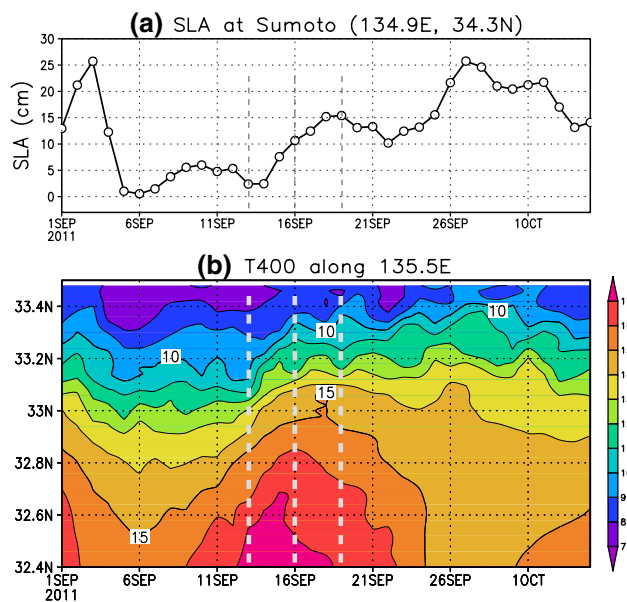 (a) SLA at Sumoto (134.9E, 34.3N)
SLA (cm)
30
25
20
15
10
5
0
1SEP 6SEP 11SEP 16SEP 21SEP 26SEP 1OCT
2011
(b) T400 along 135.5E
33.4N
33.2N
33N
32.8N
32.6N
32.4N
10
10
10
15
15
1SEP 6SEP 11SEP 16SEP 21SEP 26SEP 1OCT
2011
9
8
7